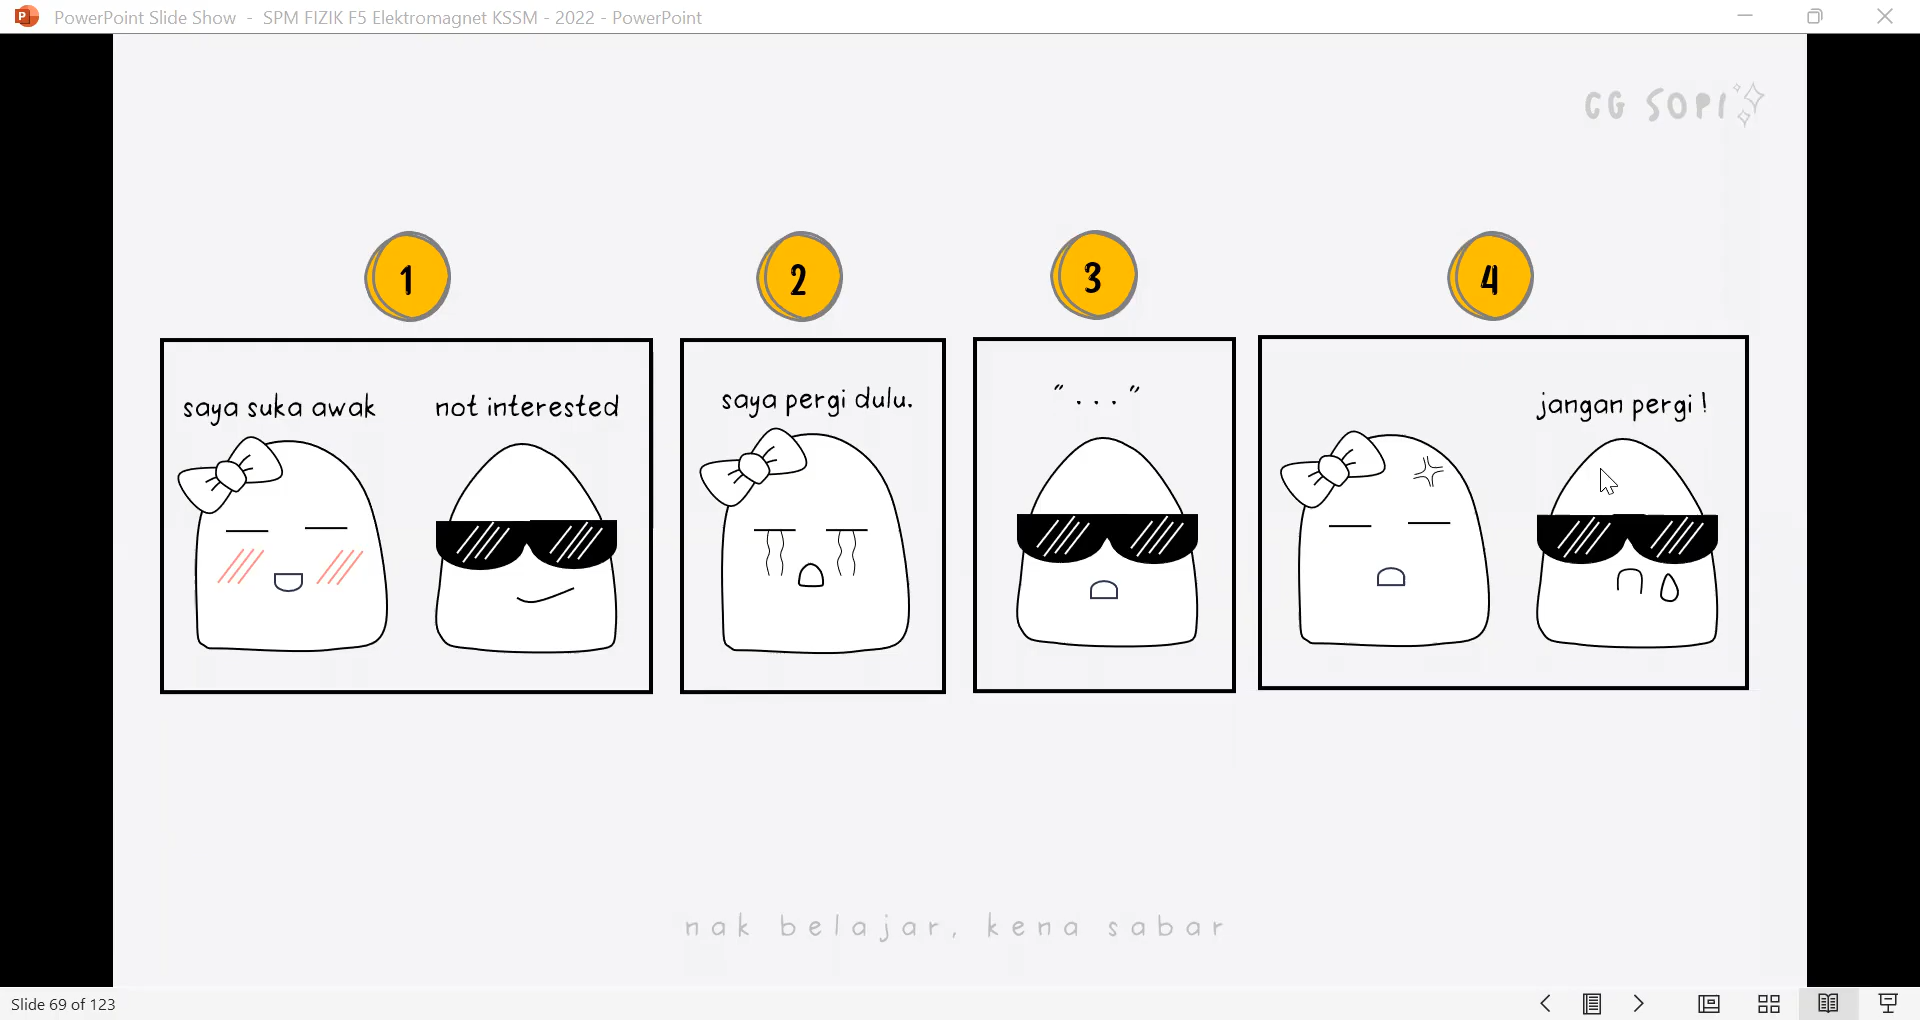 PowerPoint Slide Show - SPM FIZIK F5 Elektromagnet KSSM - 2022 - PowerPoint
CG SOPI
1
2
3
4
saya suka awak
not interested
saya pergi dulu.
"..."
jangan pergi !
nak belajar, kena sabar
Slide 69 of 123